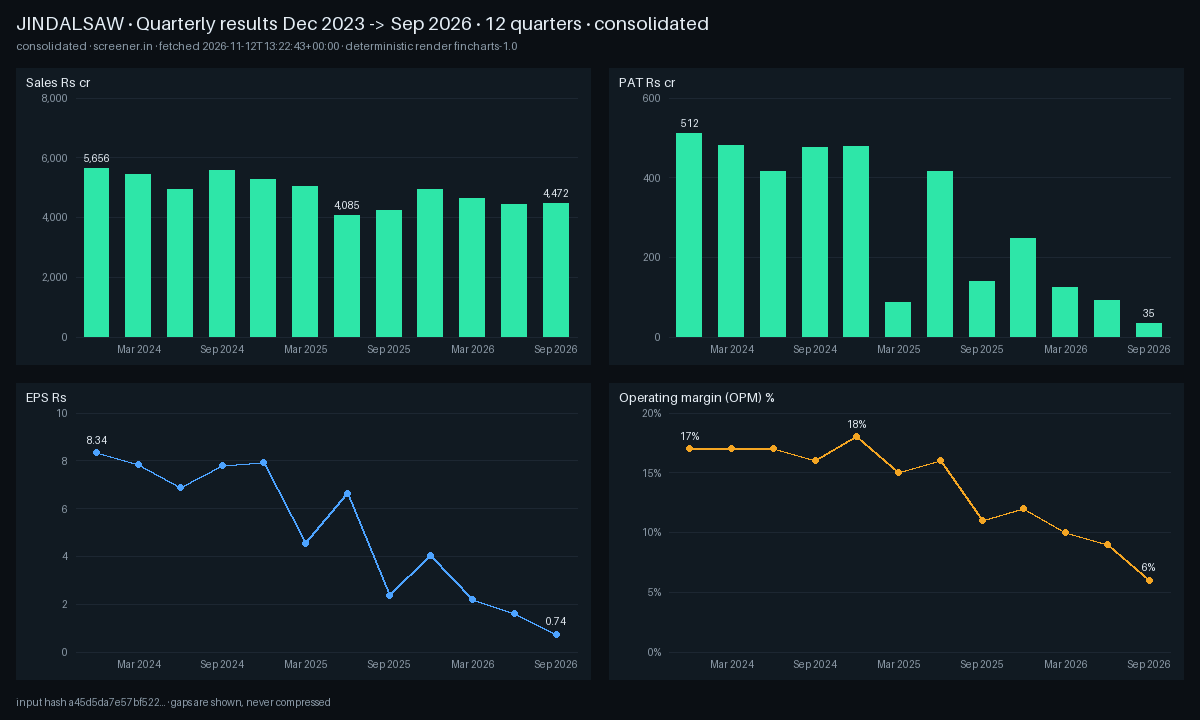 JINDALSAW · Quarterly results Dec 2023 -> Sep 2026 · 12 quarters · consolidated
consolidated · screener.in · fetched 2026-11-12T13:22:43+00:00 · deterministic render fincharts-1.0
Sales Rs cr
8,000
6,000
4,000
2,000
0
5,656
4,085
4,472
Mar 2024 Sep 2024 Mar 2025 Sep 2025 Mar 2026 Sep 2026
PAT Rs cr
600
400
200
0
512
35
Mar 2024 Sep 2024 Mar 2025 Sep 2025 Mar 2026 Sep 2026
EPS Rs
10
8
6
4
2
0
8.34
0.74
Mar 2024 Sep 2024 Mar 2025 Sep 2025 Mar 2026 Sep 2026
Operating margin (OPM) %
20%
15%
10%
5%
0%
17%
18%
6%
Mar 2024 Sep 2024 Mar 2025 Sep 2025 Mar 2026 Sep 2026
input hash a45d5da7e57bf522... · gaps are shown, never compressed